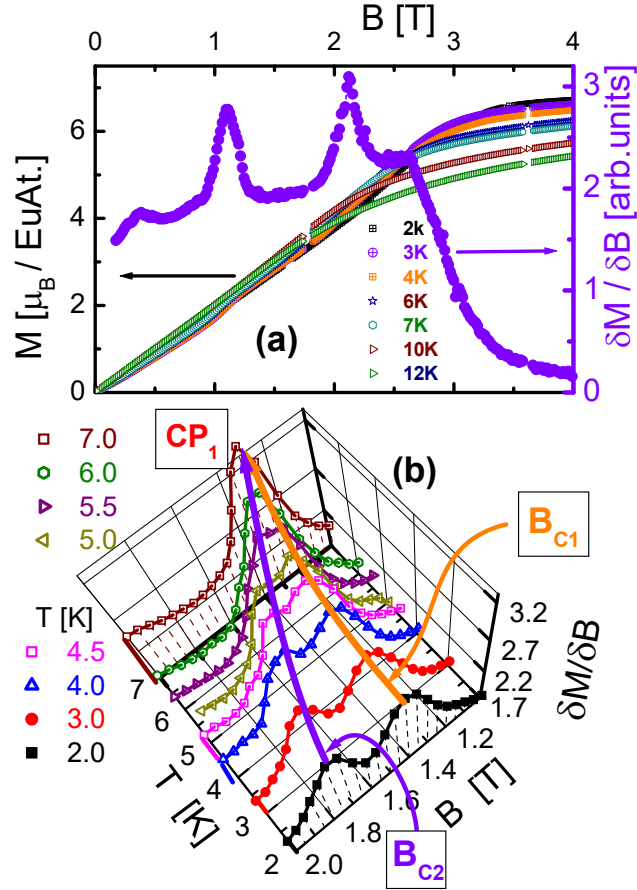 B [T]
0 1 2 3 4
M [μB / EuAt.]
6
4
2
0
3
2
1
0
δM / δB [arb.units]
2k
3K
4K
6K
7K
10K
12K
(a)
CP1
(b)
7.0
6.0
5.5
5.0
T [K]
4.5
4.0
3.0
2.0
BC1
BC2
3.2
2.7
2.2
1.7
δM/δB
7
6
5
4
3
2
T [K]
2.0
1.8
1.6
1.4
1.2
B [T]